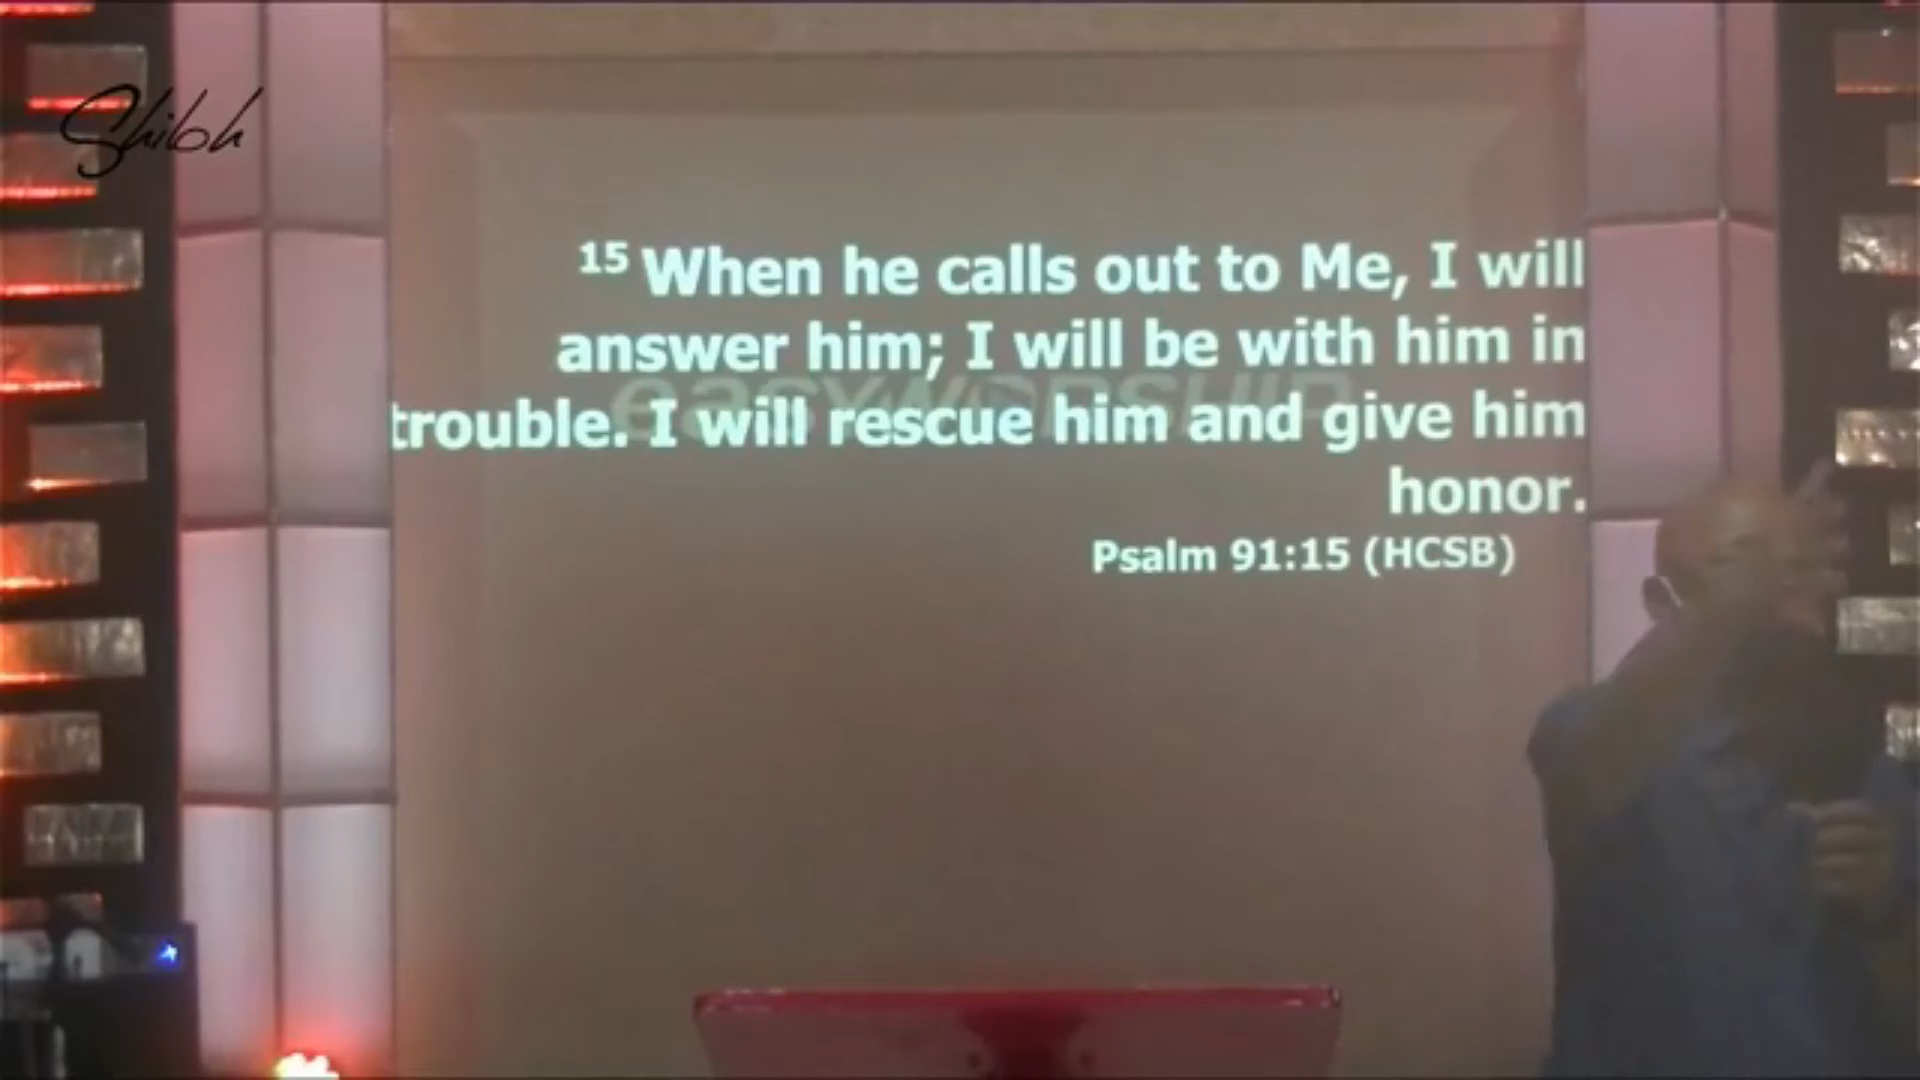 Shiloh
15 When he calls out to Me, I will
answer him; I will be with him in
trouble. I will rescue him and give him
honor.
Psalm 91:15 (HCSB)
easyworship